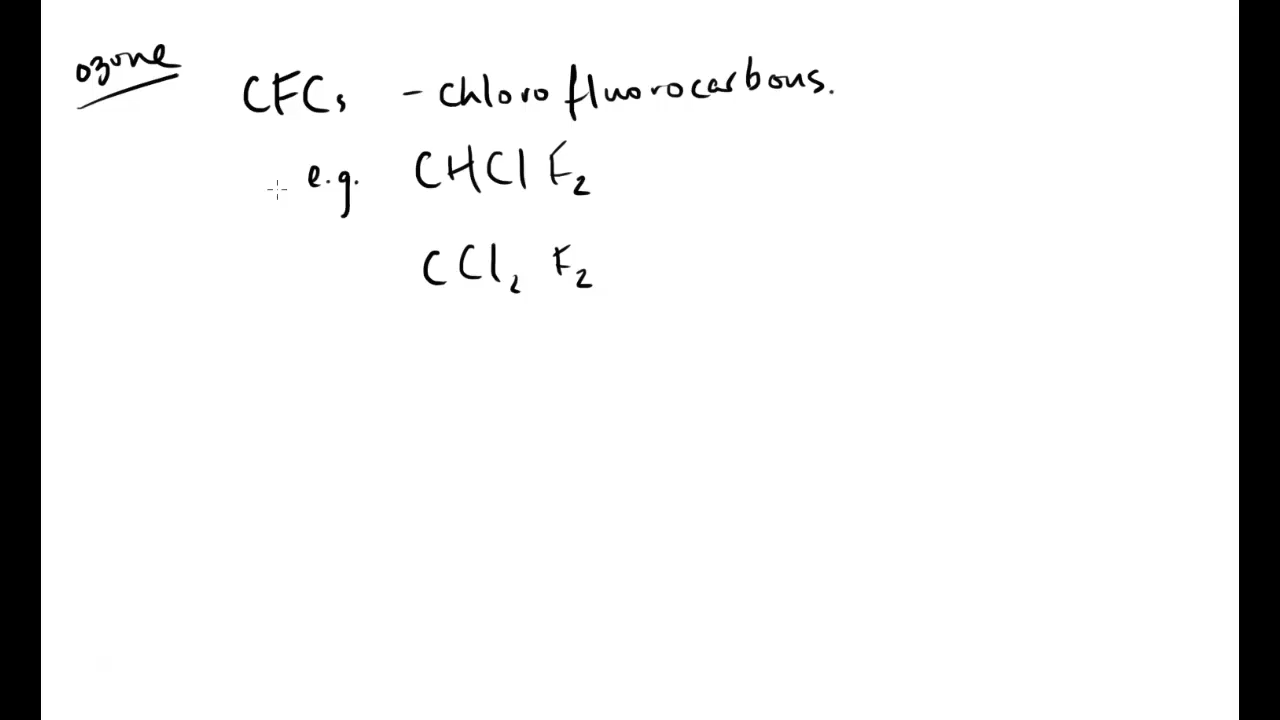 ozone
CFCs - chlorofluorocarbons.
e.g. CHClF₂
CCl₂F₂